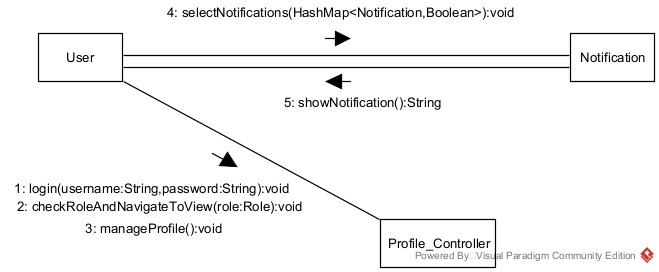 4: selectNotifications(HashMap<Notification,Boolean>):void
User
Notification
5: showNotification():String
1: login(username:String,password:String):void
2: checkRoleAndNavigateToView(role:Role):void
3: manageProfile():void
Profile_Controller
Powered By Visual Paradigm Community Edition